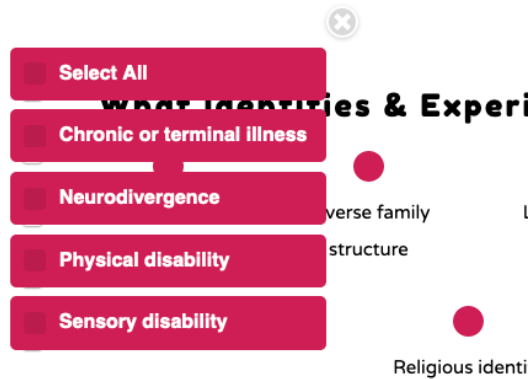 Select All
What Identities & Experi
Chronic or terminal illness
Neurodivergence
verse family
L
structure
Physical disability
Sensory disability
Religious identi